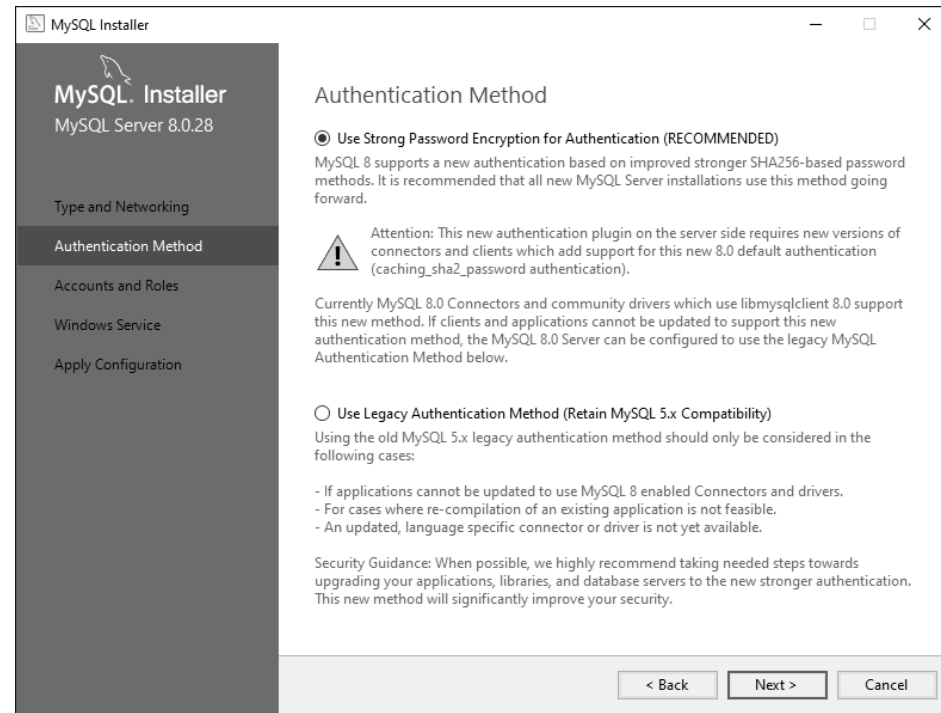 MySQL Installer
MySQL. Installer
MySQL Server 8.0.28
Type and Networking
Authentication Method
Accounts and Roles
Windows Service
Apply Configuration
Authentication Method
Use Strong Password Encryption for Authentication (RECOMMENDED)
MySQL 8 supports a new authentication based on improved stronger SHA256-based password
methods. It is recommended that all new MySQL Server installations use this method going
forward.
Attention: This new authentication plugin on the server side requires new versions of
connectors and clients which add support for this new 8.0 default authentication
(caching_sha2_password authentication).
Currently MySQL 8.0 Connectors and community drivers which use libmysqlclient 8.0 support
this new method. If clients and applications cannot be updated to support this new
authentication method, the MySQL 8.0 Server can be configured to use the legacy MySQL
Authentication Method below.
Use Legacy Authentication Method (Retain MySQL 5.x Compatibility)
Using the old MySQL 5.x legacy authentication method should only be considered in the
following cases:
- If applications cannot be updated to use MySQL 8 enabled Connectors and drivers.
- For cases where re-compilation of an existing application is not feasible.
- An updated, language specific connector or driver is not yet available.
Security Guidance: When possible, we highly recommend taking needed steps towards
upgrading your applications, libraries, and database servers to the new stronger authentication.
This new method will significantly improve your security.
< Back
Next >
Cancel